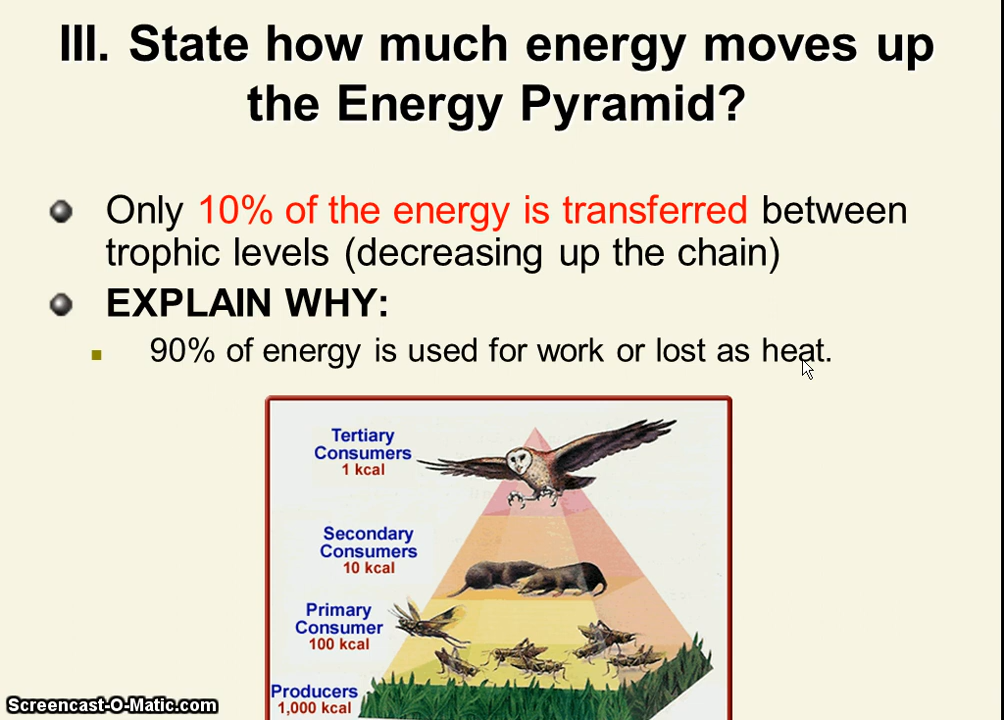 III. State how much energy moves up
the Energy Pyramid?
Only 10% of the energy is transferred between
trophic levels (decreasing up the chain)
EXPLAIN WHY:
90% of energy is used for work or lost as heat.
Tertiary
Consumers
1 kcal
Secondary
Consumers
10 kcal
Primary
Consumer
100 kcal
Producers
1,000 kcal
Screencast-O-Matic.com